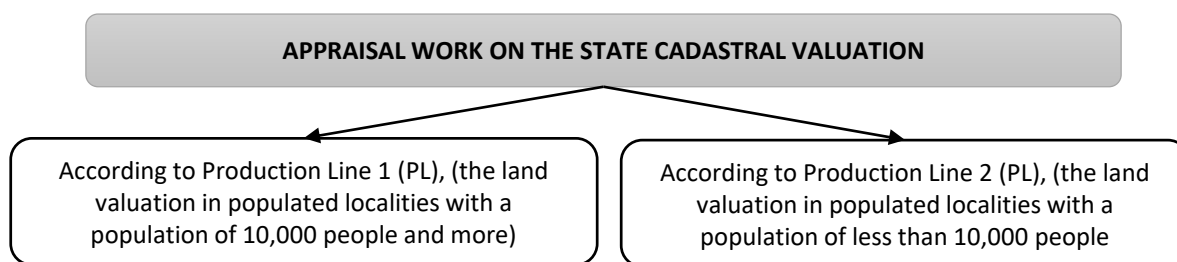 APPRAISAL WORK ON THE STATE CADASTRAL VALUATION
According to Production Line 1 (PL), (the land
valuation in populated localities with a
population of 10,000 people and more)
According to Production Line 2 (PL), (the land
valuation in populated localities with a
population of less than 10,000 people